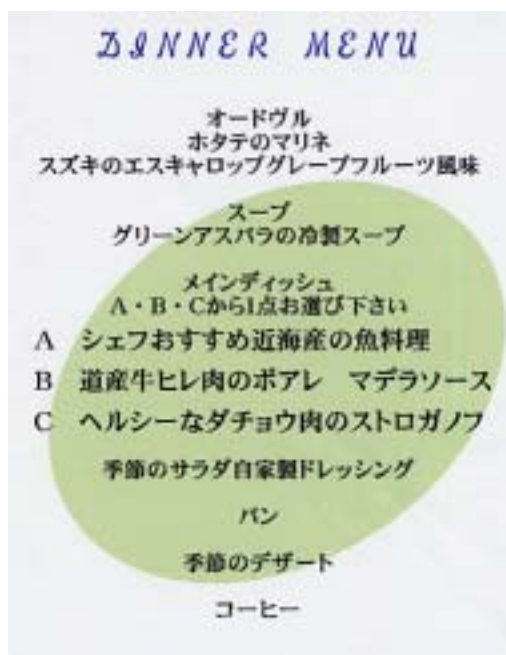 DINNER MENU
オードヴル
ホタテのマリネ
スズキのエスキャロップグレープフルーツ風味
スープ
グリーンアスパラの冷製スープ
メインディッシュ
A・B・Cから1点お選び下さい
A シェフおすすめ近海産の魚料理
B 道産牛ヒレ肉のポアレ マデラソース
C ヘルシーなダチョウ肉のストロガノフ
季節のサラダ自家製ドレッシング
パン
季節のデザート
コーヒー